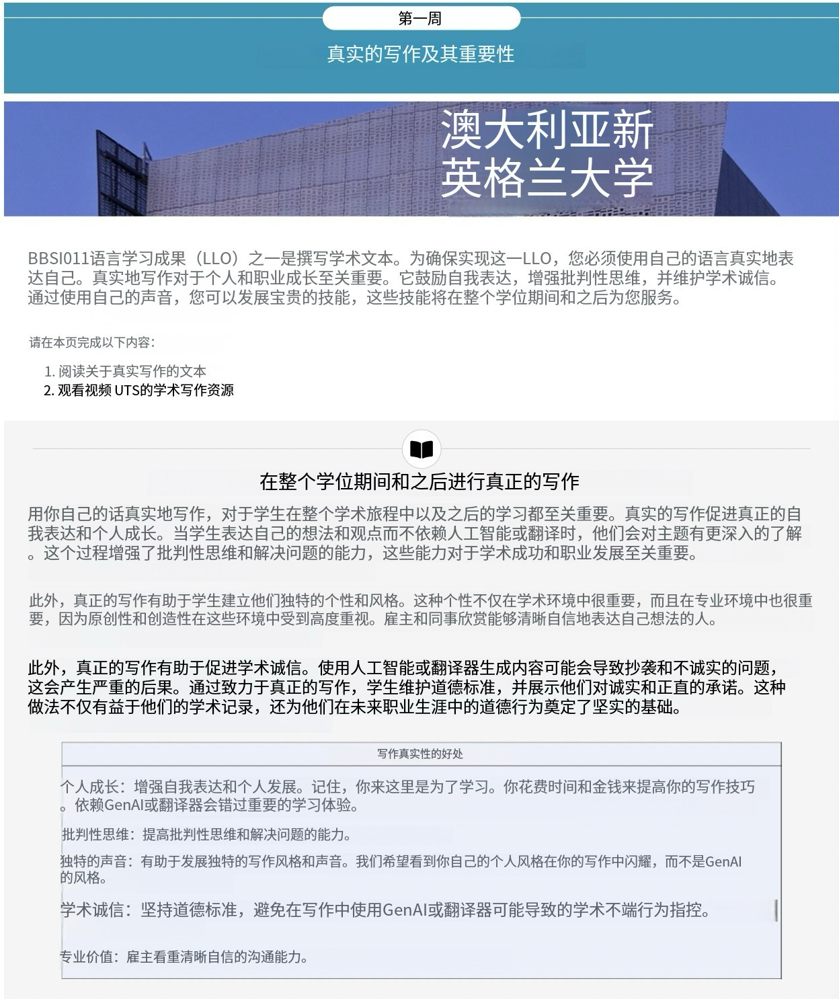 第一周
真实的写作及其重要性
澳大利亚新
英格兰大学
BBSI011语言学习成果（LLO）之一是撰写学术文本。为确保实现这一LLO，您必须使用自己的语言真实地表
达自己。真实地写作对于个人和职业成长至关重要。它鼓励自我表达，增强批判性思维，并维护学术诚信。
通过使用自己的声音，您可以发展宝贵的技能，这些技能将在整个学位期间和之后为您服务。
请在本页完成以下内容：
1. 阅读关于真实写作的文本
2. 观看视频 UTS的学术写作资源
在整个学位期间和之后进行真正的写作
用你自己的话真实地写作，对于学生在整个学术旅程中以及之后的学习都至关重要。真实的写作促进真正的自
我表达和个人成长。当学生表达自己的想法和观点而不依赖人工智能或翻译时，他们会对主题有更深入的了解
。这个过程增强了批判性思维和解决问题的能力，这些能力对于学术成功和职业发展至关重要。
此外，真正的写作有助于学生建立他们独特的个性和风格。这种个性不仅在学术环境中很重要，而且在专业环境中也很重
要，因为原创性和创造性在这些环境中受到高度重视。雇主和同事欣赏能够清晰自信地表达自己想法的人。
此外，真正的写作有助于促进学术诚信。使用人工智能或翻译器生成内容可能会导致抄袭和不诚实的问题，
这会产生严重的后果。通过致力于真正的写作，学生维护道德标准，并展示他们对诚实和正直的承诺。这种
做法不仅有益于他们的学术记录，还为他们在未来职业生涯中的道德行为奠定了坚实的基础。
写作真实性的好处
个人成长：增强自我表达和个人发展。记住，你来这里是为了学习。你花费时间和金钱来提高你的写作技巧
。依赖GenAI或翻译器会错过重要的学习体验。
批判性思维：提高批判性思维和解决问题的能力。
独特的声音：有助于发展独特的写作风格和声音。我们希望看到你自己的个人风格在你的写作中闪耀，而不是GenAI
的风格。
学术诚信：坚持道德标准，避免在写作中使用GenAI或翻译器可能导致的学术不端行为指控。
专业价值：雇主看重清晰自信的沟通能力。